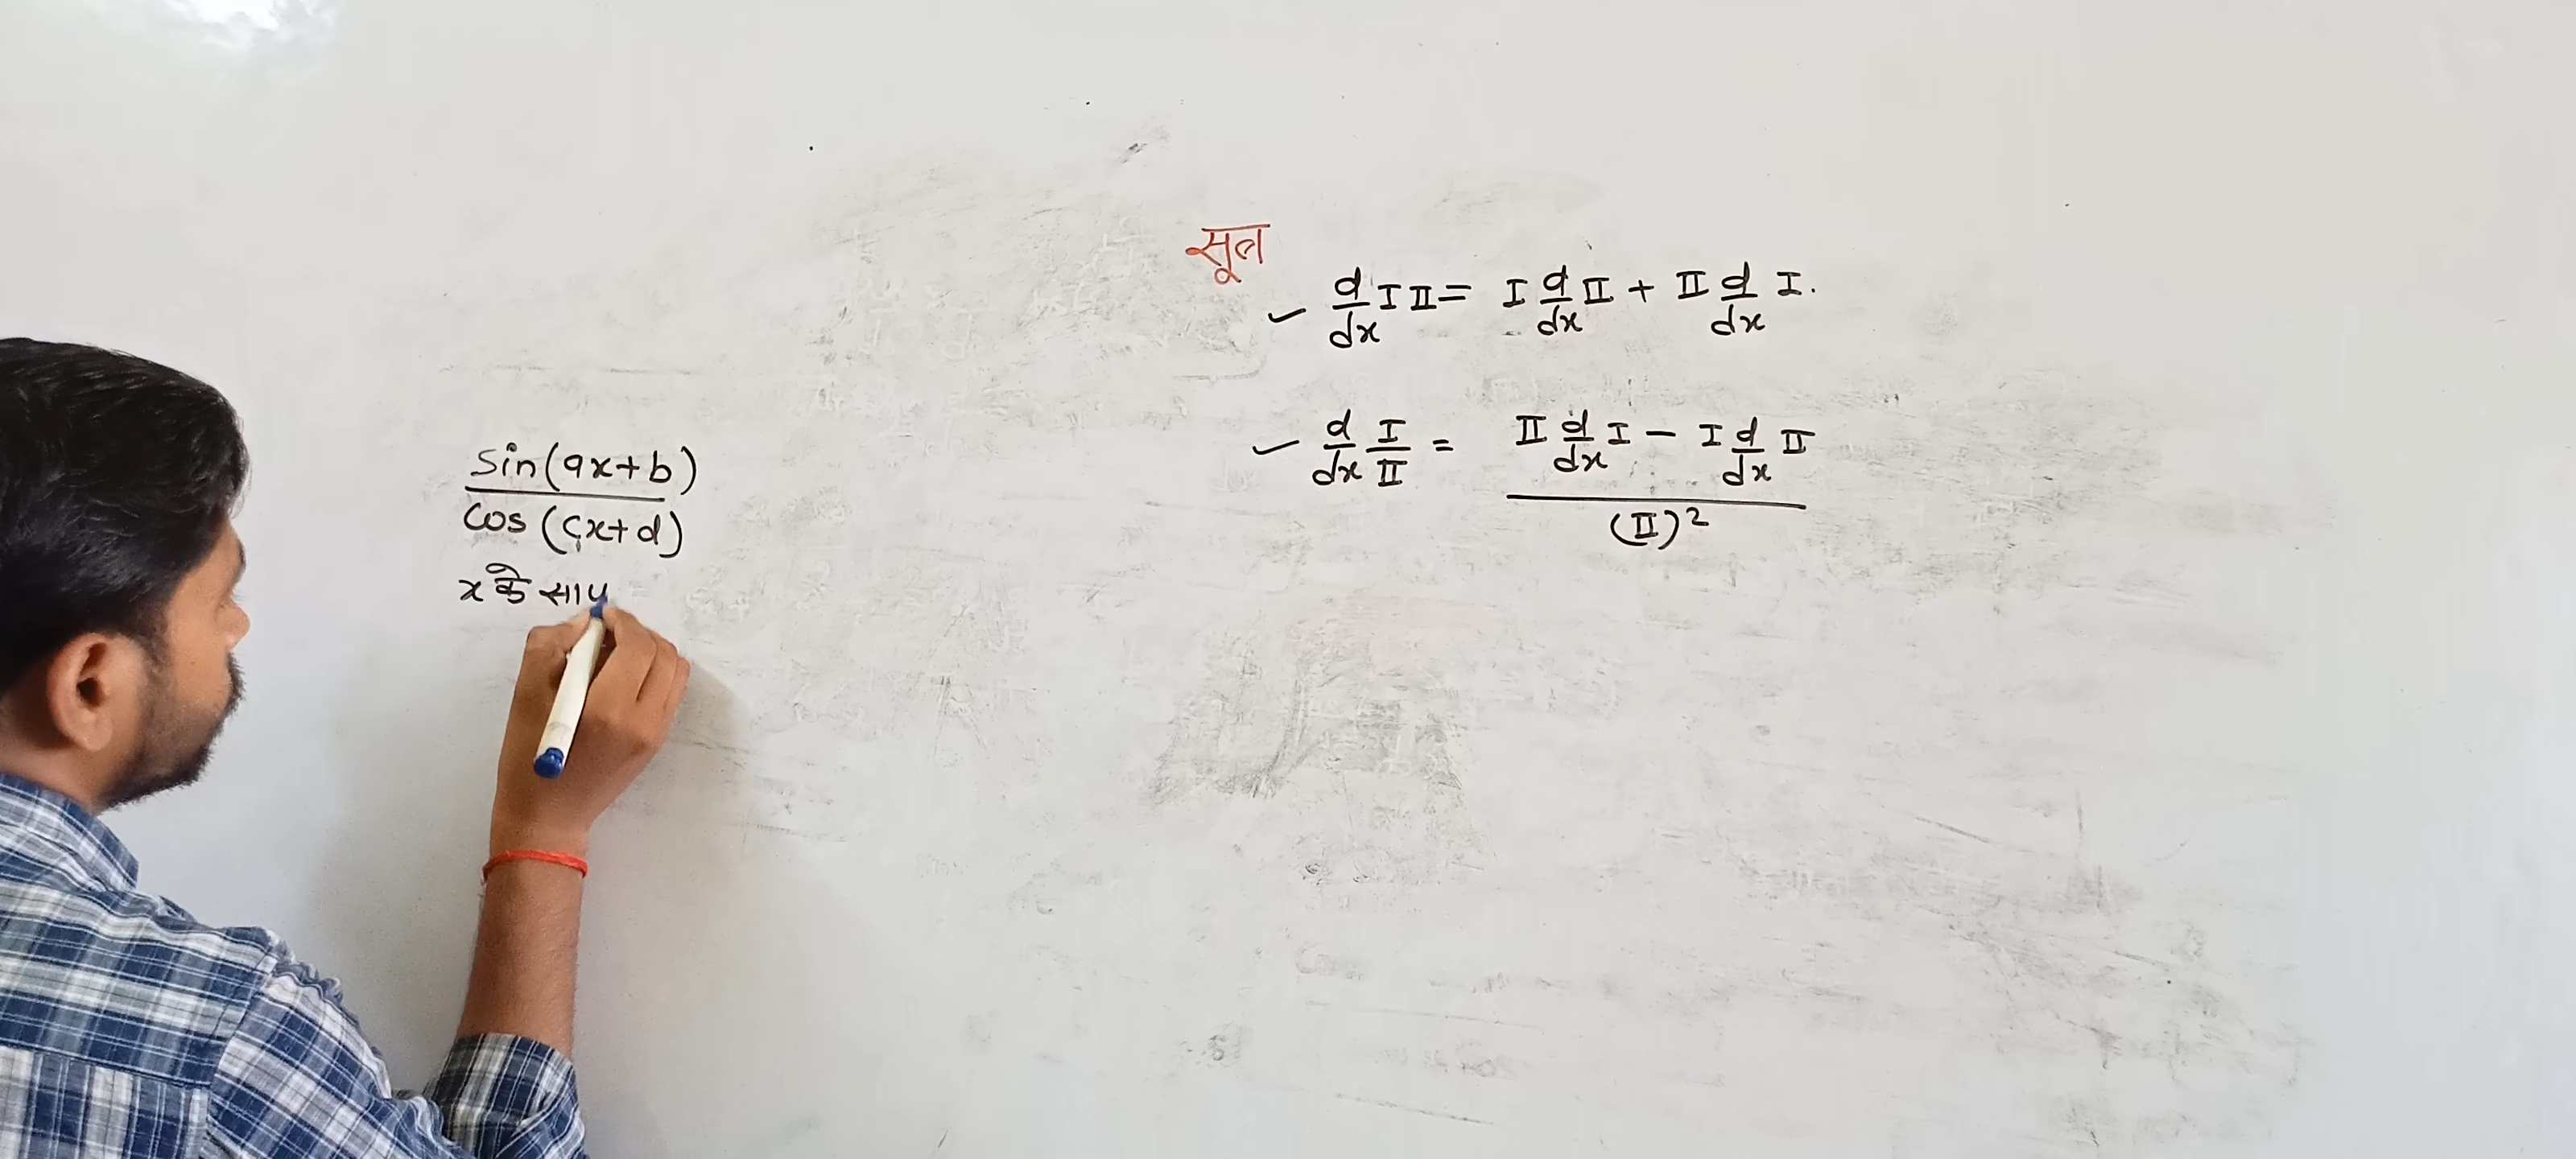 sin(ax+b)
cos(cx+d)
x के साप
सूत्र
d/dx I II = I d/dx II + II d/dx I.
d/dx I/II = II d/dx I - I d/dx II
(II)²